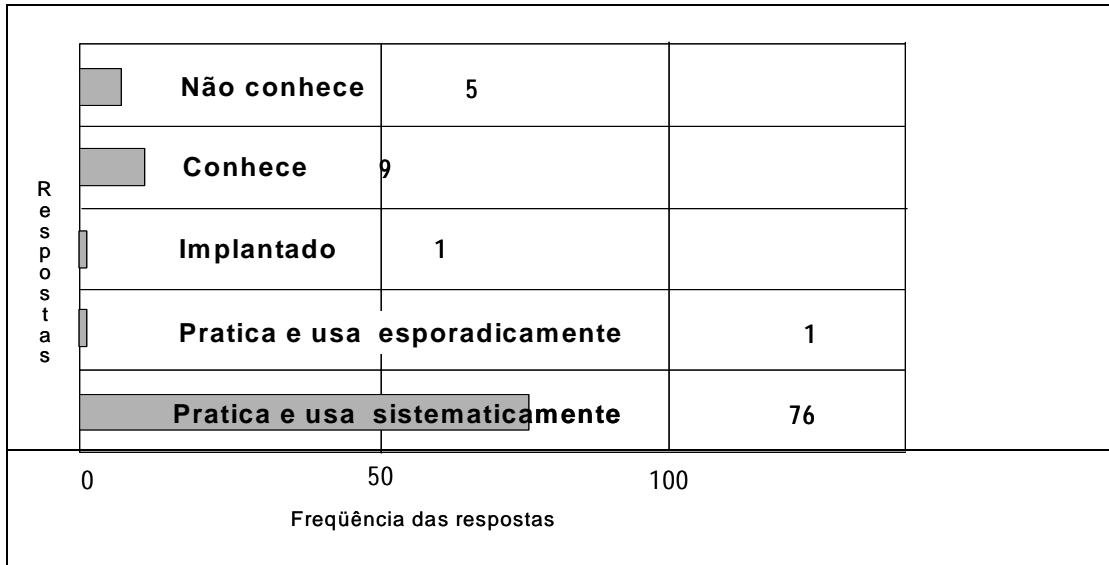 Não conhece 5
Conhece 9
Respostas
Implantado 1
Pratica e usa esporadicamente 1
Pratica e usa sistematicamente 76
0 50 100
Freqüência das respostas